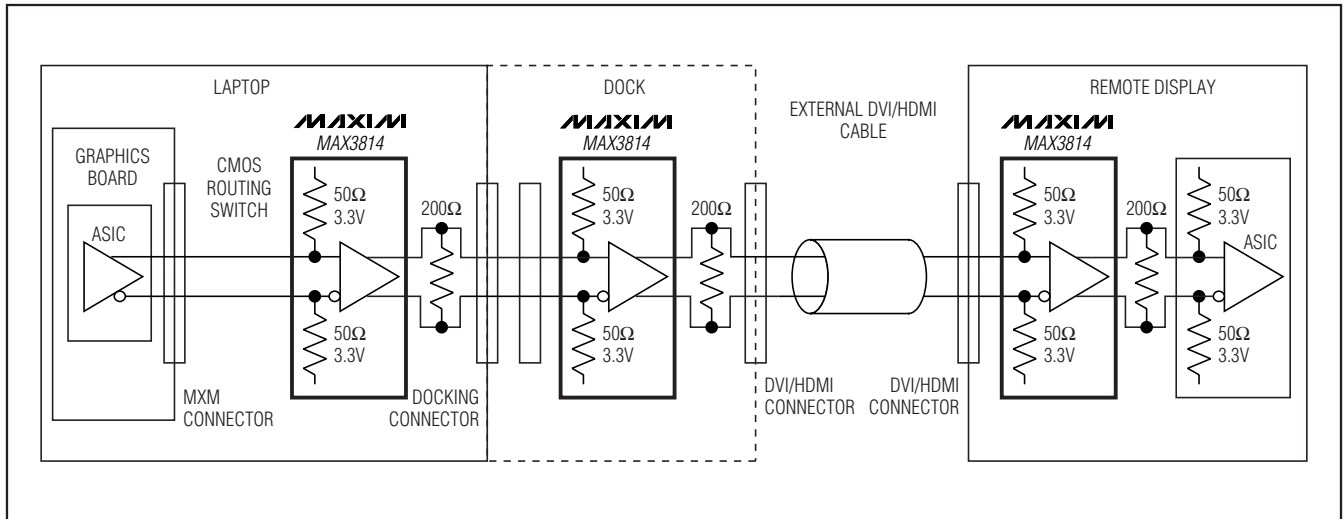 LAPTOP
GRAPHICS
BOARD
ASIC
MXM
CONNECTOR
CMOS
ROUTING
SWITCH
MAXIM
MAX3814
50Ω
3.3V
50Ω
3.3V
200Ω
DOCKING
CONNECTOR
DOCK
MAXIM
MAX3814
50Ω
3.3V
50Ω
3.3V
200Ω
DVI/HDMI
CONNECTOR
EXTERNAL DVI/HDMI
CABLE
DVI/HDMI
CONNECTOR
REMOTE DISPLAY
MAXIM
MAX3814
50Ω
3.3V
50Ω
3.3V
200Ω
50Ω
3.3V
ASIC
50Ω
3.3V